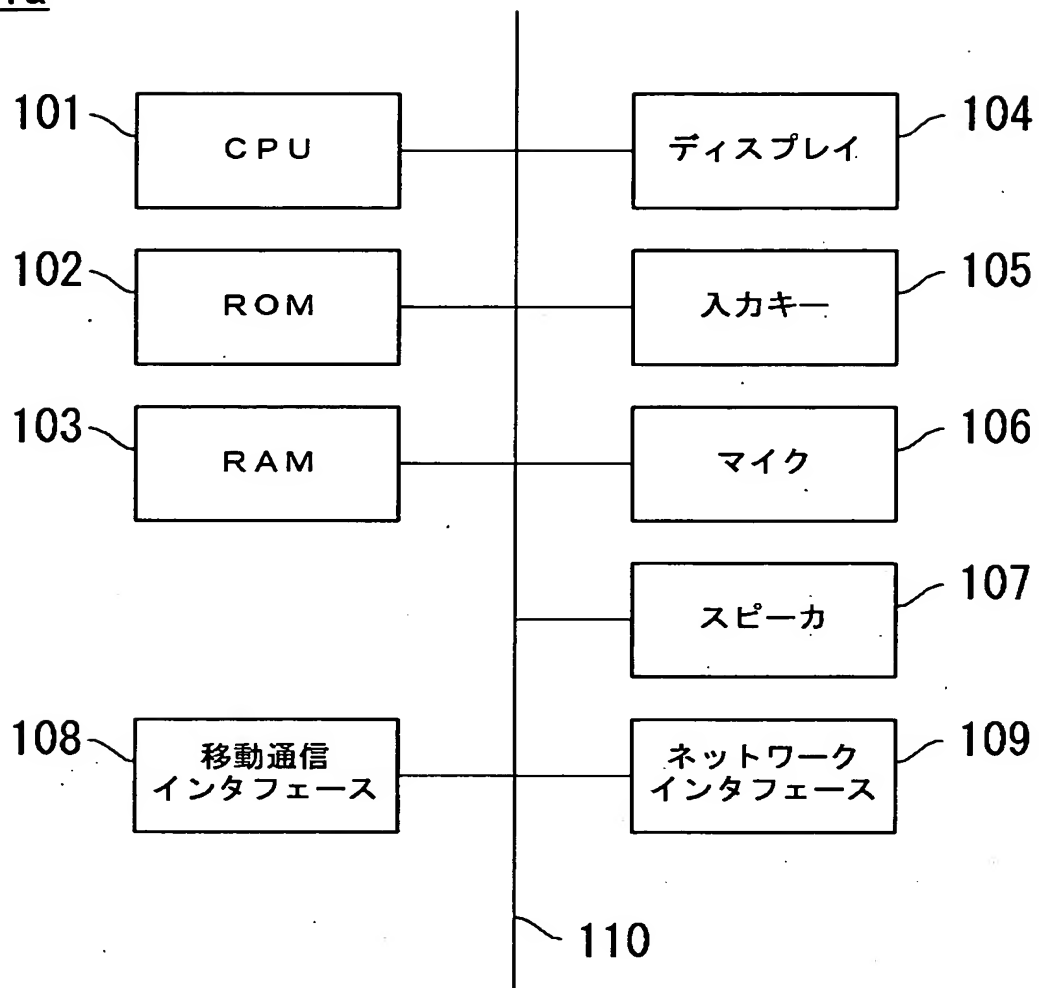 101
CPU
104
ディスプレイ
102
ROM
105
入力キー
103
RAM
106
マイク
107
スピーカ
108
移動通信
インタフェース
109
ネットワーク
インタフェース
110